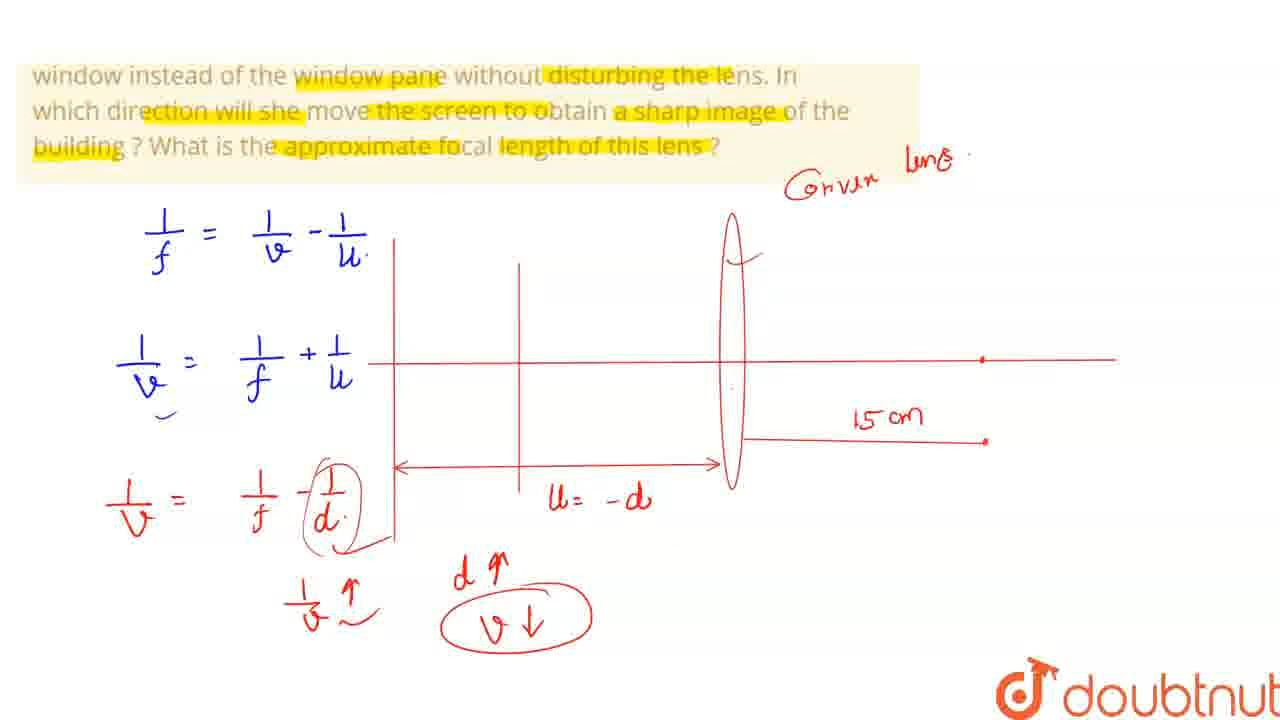 window instead of the window pane without disturbing the lens. In
which direction will she move the screen to obtain a sharp image of the
building ? What is the approximate focal length of this lens ?
Convex lens
1/f = 1/v - 1/u
1/v = 1/f + 1/u
15 cm
1/v = 1/f - 1/d
u = -d
d ↑
1/v ↑
v ↓
doubtnut